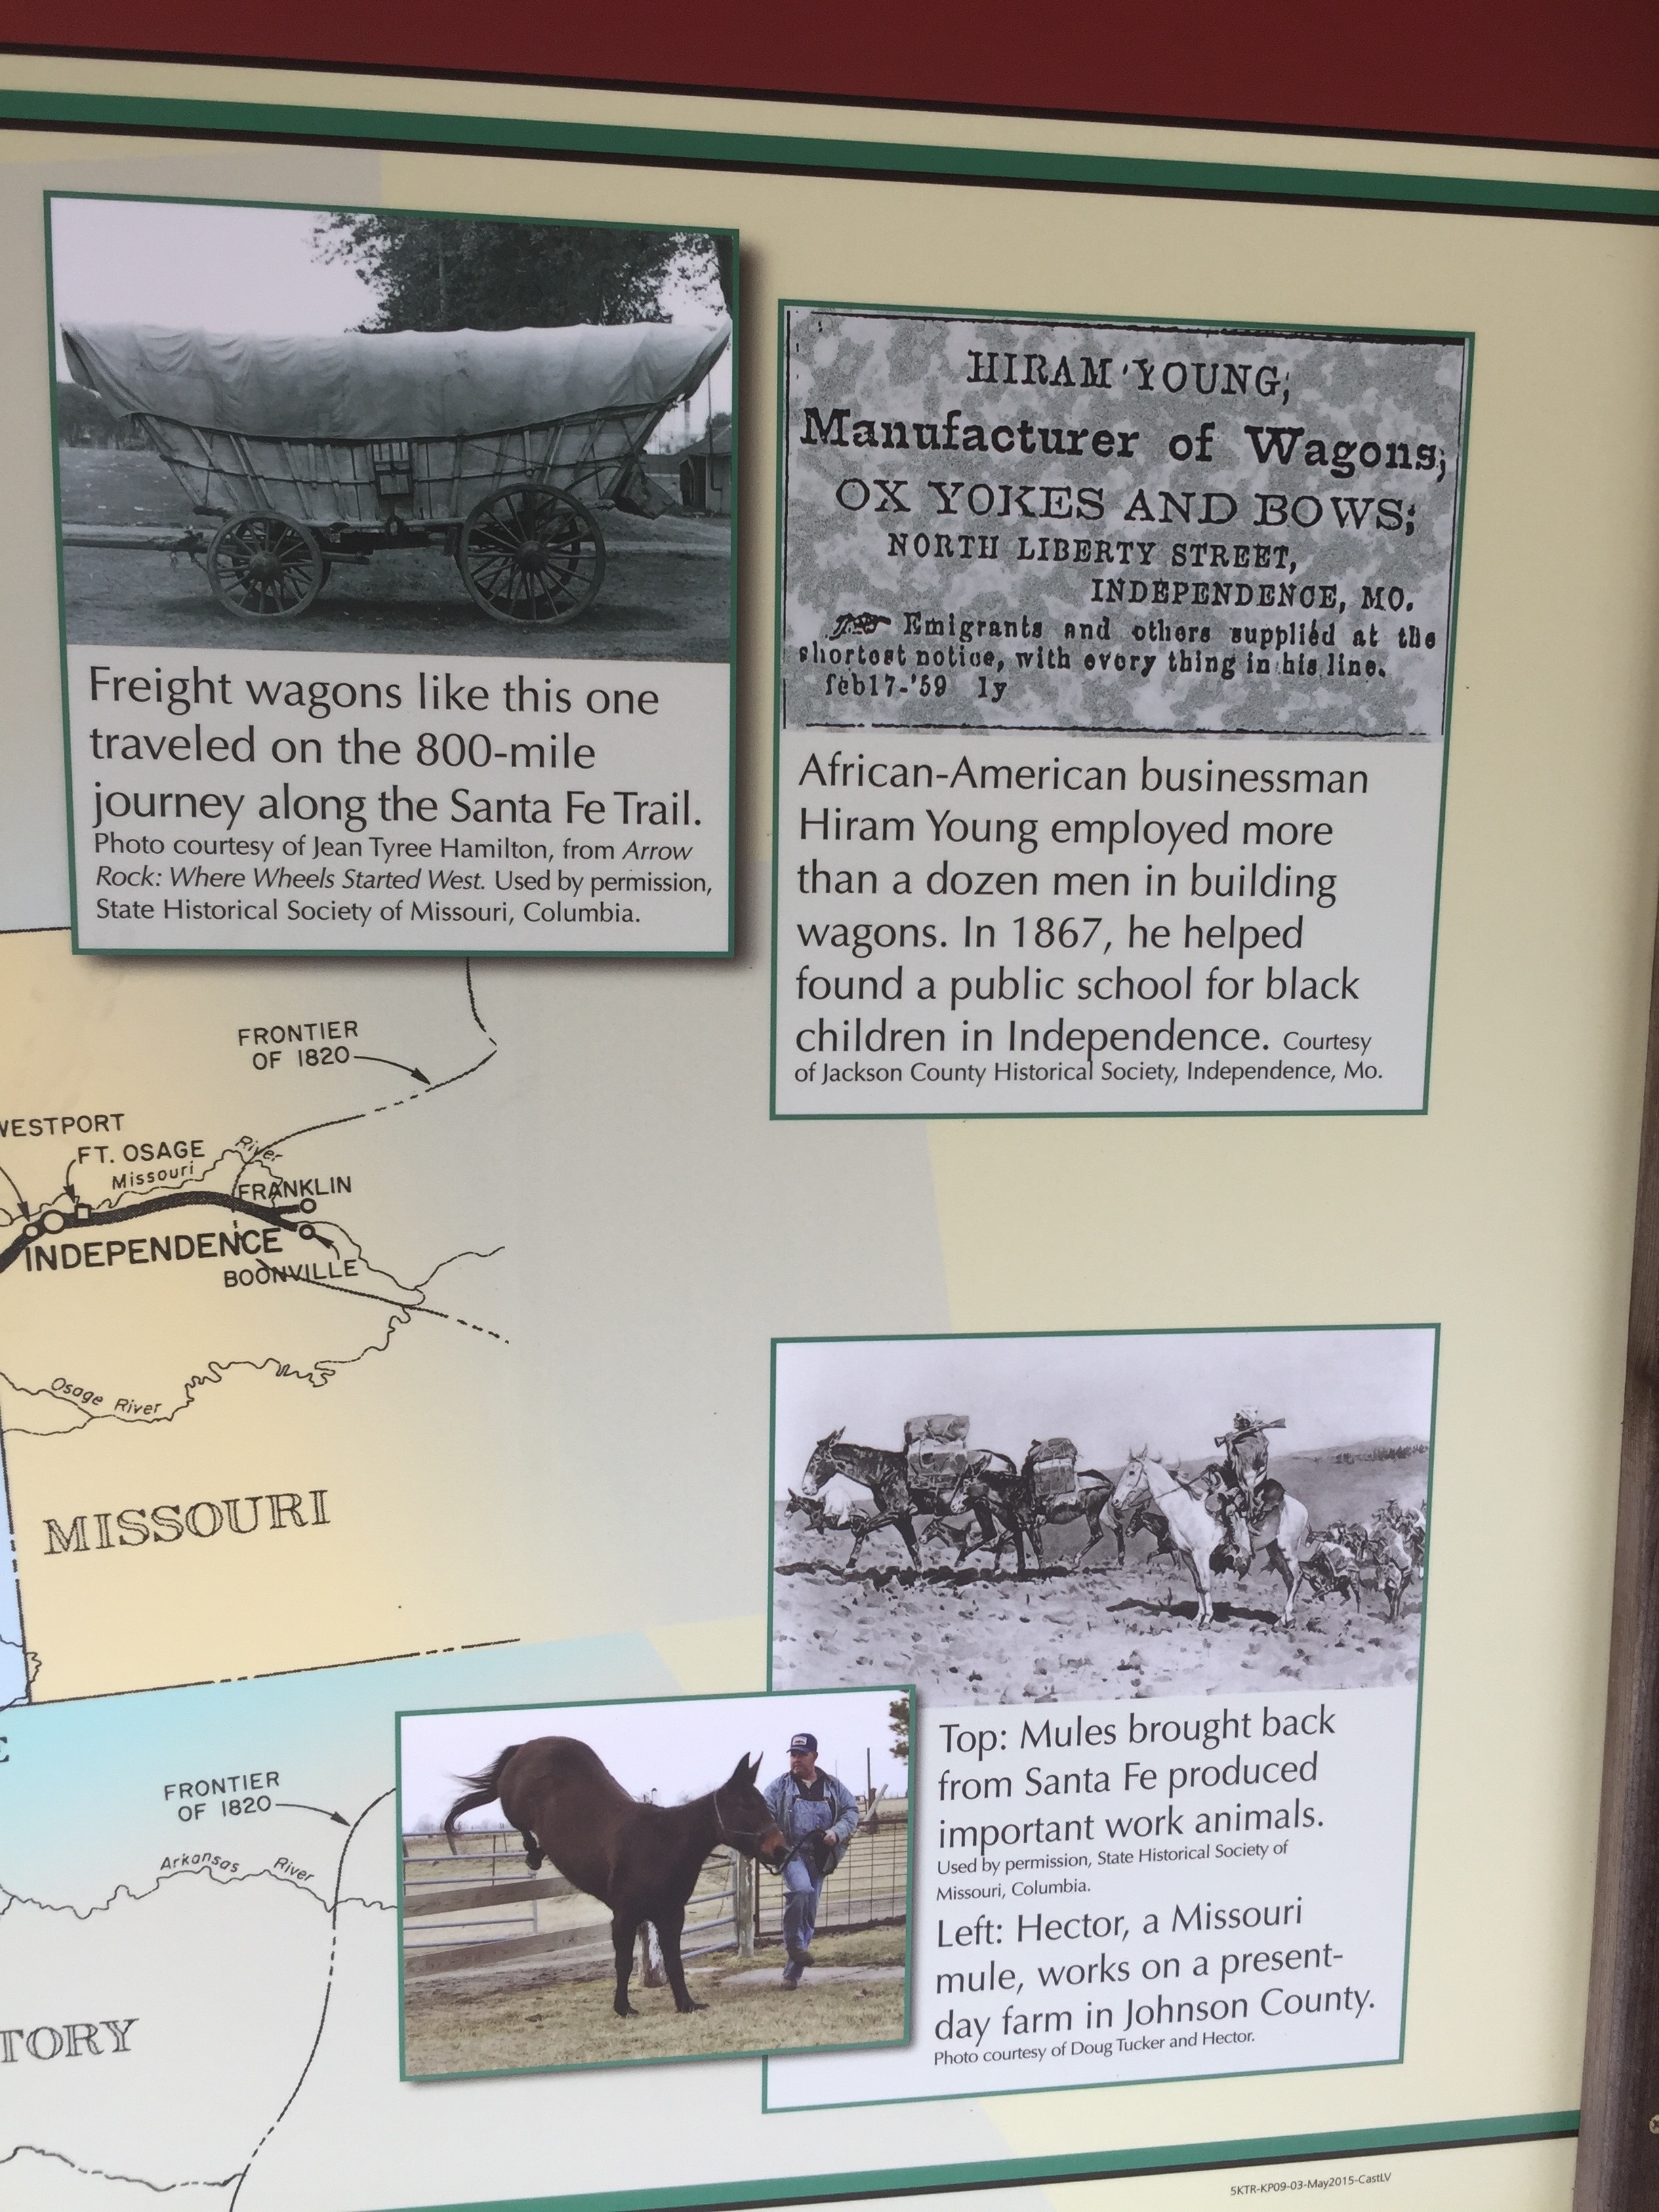 Freight wagons like this one
traveled on the 800-mile
journey along the Santa Fe Trail.
Photo courtesy of Jean Tyree Hamilton, from Arrow
Rock: Where Wheels Started West. Used by permission,
State Historical Society of Missouri, Columbia.
HIRAM YOUNG,
Manufacturer of Wagons,
OX YOKES AND BOWS;
NORTH LIBERTY STREET,
INDEPENDENCE, MO.
Emigrants and others supplied at the
shortest notice, with every thing in his line.
feb17-'59 1y
African-American businessman
Hiram Young employed more
than a dozen men in building
wagons. In 1867, he helped
found a public school for black
children in Independence. Courtesy
of Jackson County Historical Society, Independence, Mo.
FRONTIER
OF 1820
WESTPORT
FT. OSAGE
Missouri River
FRANKLIN
INDEPENDENCE
BOONVILLE
Osage River
MISSOURI
E
FRONTIER
OF 1820
Arkansas River
TORY
Top: Mules brought back
from Santa Fe produced
important work animals.
Used by permission, State Historical Society of
Missouri, Columbia.
Left: Hector, a Missouri
mule, works on a present-
day farm in Johnson County.
Photo courtesy of Doug Tucker and Hector.
5KTR-KP09-03-May2015-CastLV